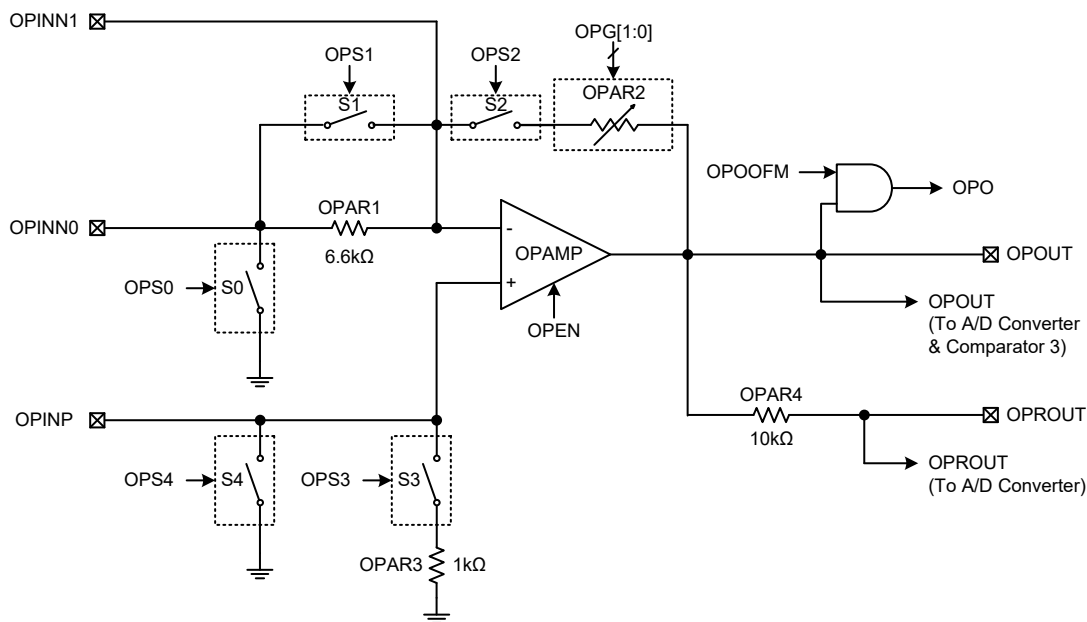 OPINN1
OPG[1:0]
OPS1
OPS2
OPAR2
S1
S2
OPOOFM
OPO
OPINN0
OPAR1
6.6kΩ
-
OPAMP
+
OPEN
OPS0
S0
OPOUT
OPOUT
(To A/D Converter
& Comparator 3)
OPINP
OPAR4
10kΩ
OPROUT
OPS4
S4
OPS3
S3
OPROUT
(To A/D Converter)
OPAR3
1kΩ